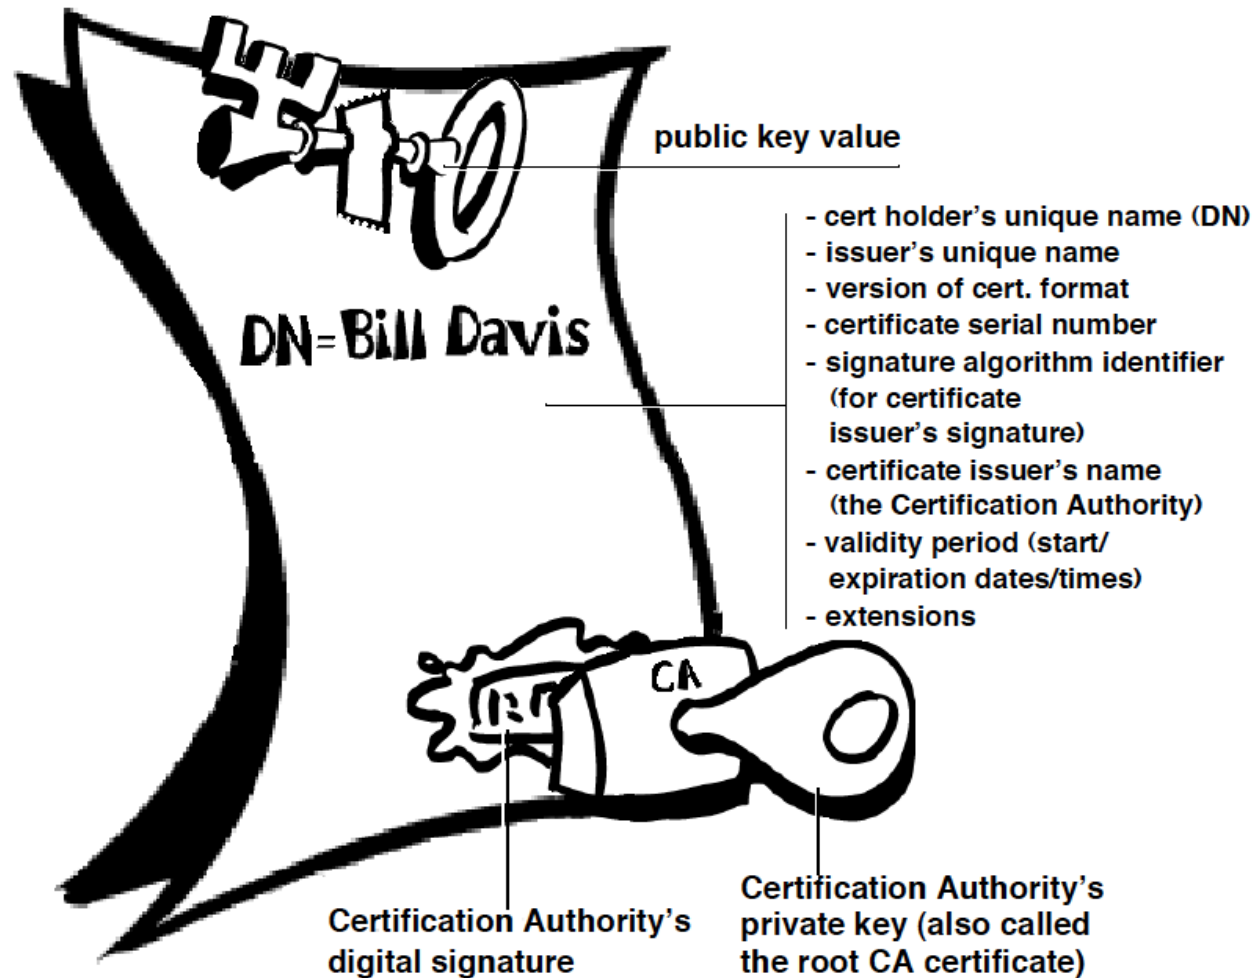 public key value
- cert holder's unique name (DN)
- issuer's unique name
- version of cert. format
- certificate serial number
- signature algorithm identifier
(for certificate
issuer's signature)
- certificate issuer's name
(the Certification Authority)
- validity period (start/
expiration dates/times)
- extensions
DN=Bill Davis
CA
Certification Authority's
digital signature
Certification Authority's
private key (also called
the root CA certificate)